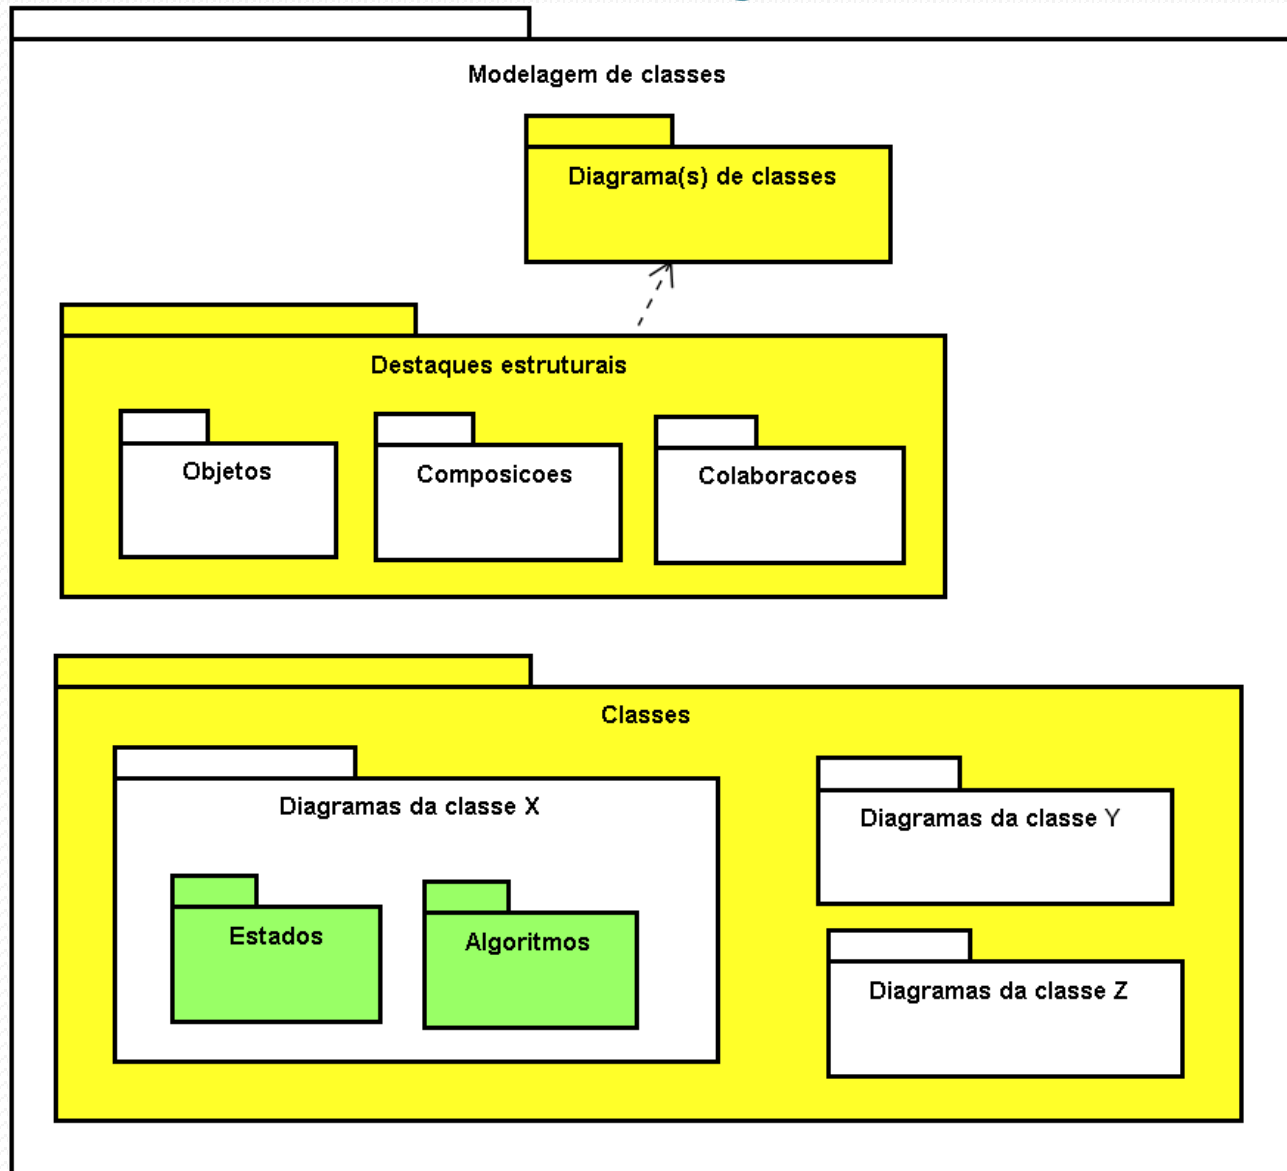 Modelagem de classes
Diagrama(s) de classes
Destaques estruturais
Objetos
Composicoes
Colaboracoes
Classes
Diagramas da classe X
Diagramas da classe Y
Estados
Algoritmos
Diagramas da classe Z